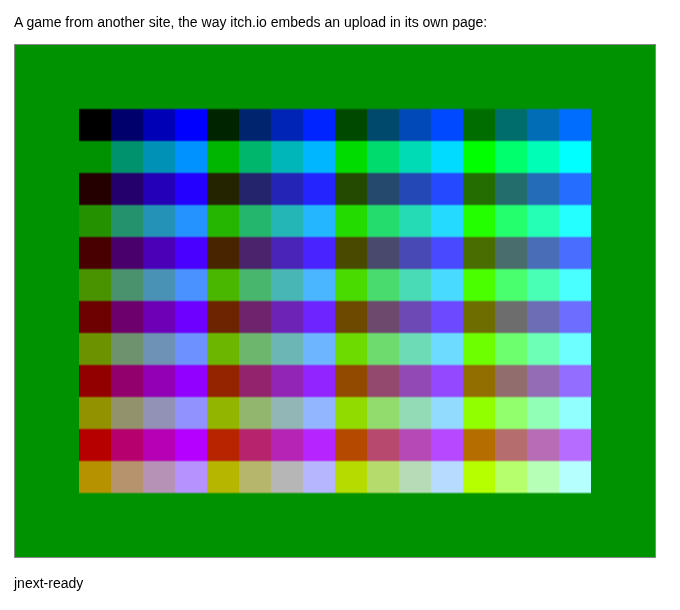 A game from another site, the way itch.io embeds an upload in its own page:
jnext-ready